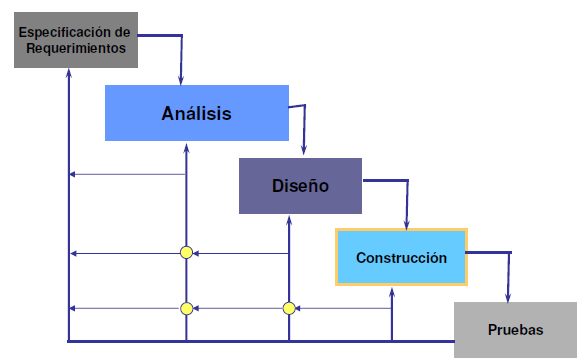 Especificación de
Requerimientos
Análisis
Diseño
Construcción
Pruebas